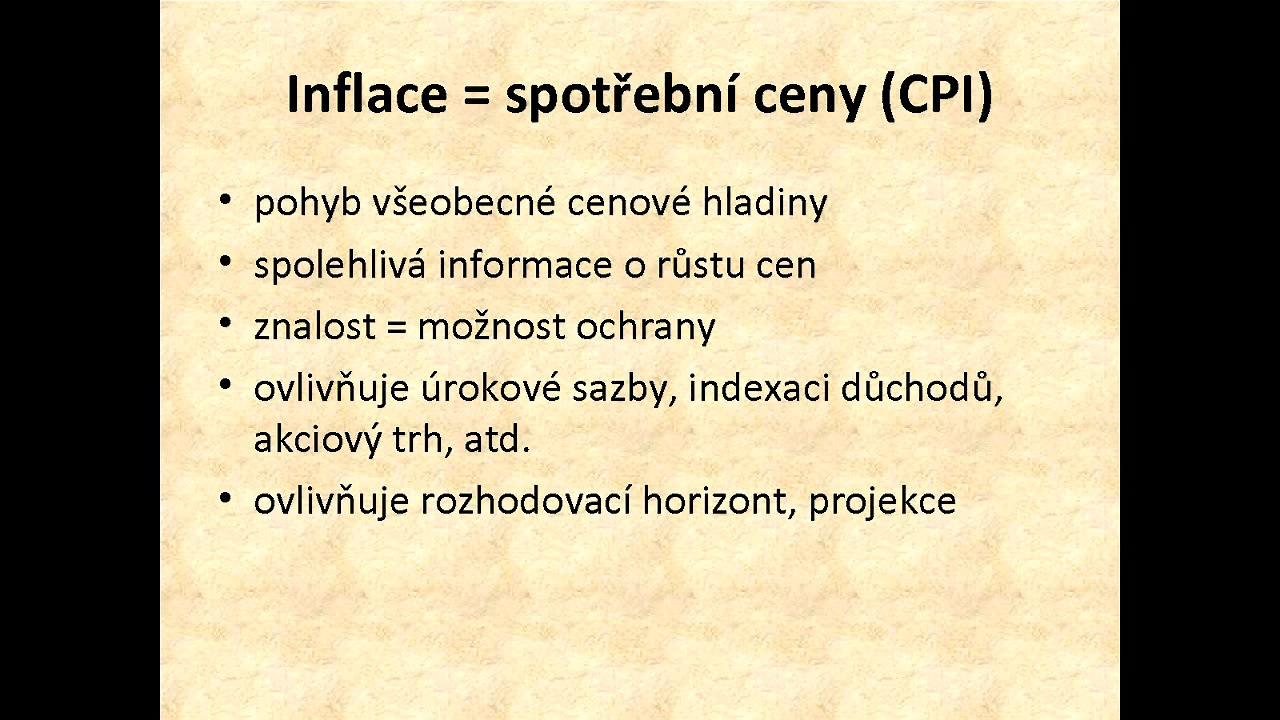 Inflace = spotřební ceny (CPI)
• pohyb všeobecné cenové hladiny
• spolehlivá informace o růstu cen
• znalost = možnost ochrany
• ovlivňuje úrokové sazby, indexaci důchodů,
akciový trh, atd.
• ovlivňuje rozhodovací horizont, projekce